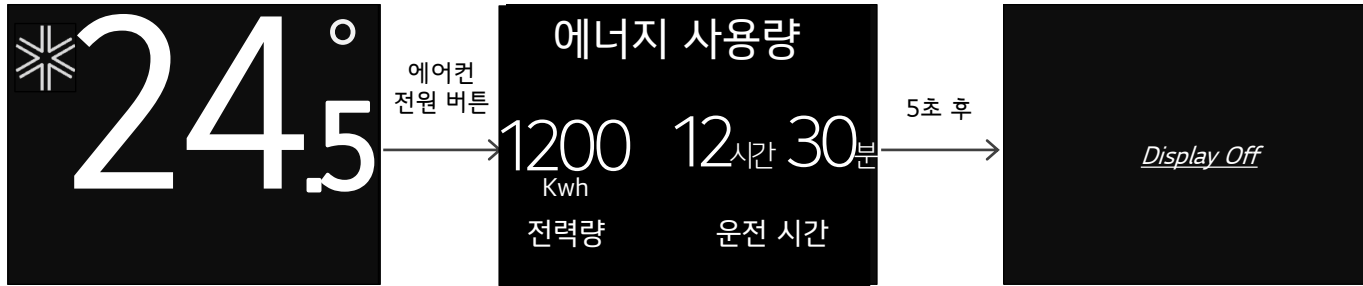 24.5°
에어컨
전원 버튼
에너지 사용량
1200
Kwh
전력량
12시간 30분
운전 시간
5초 후
Display Off